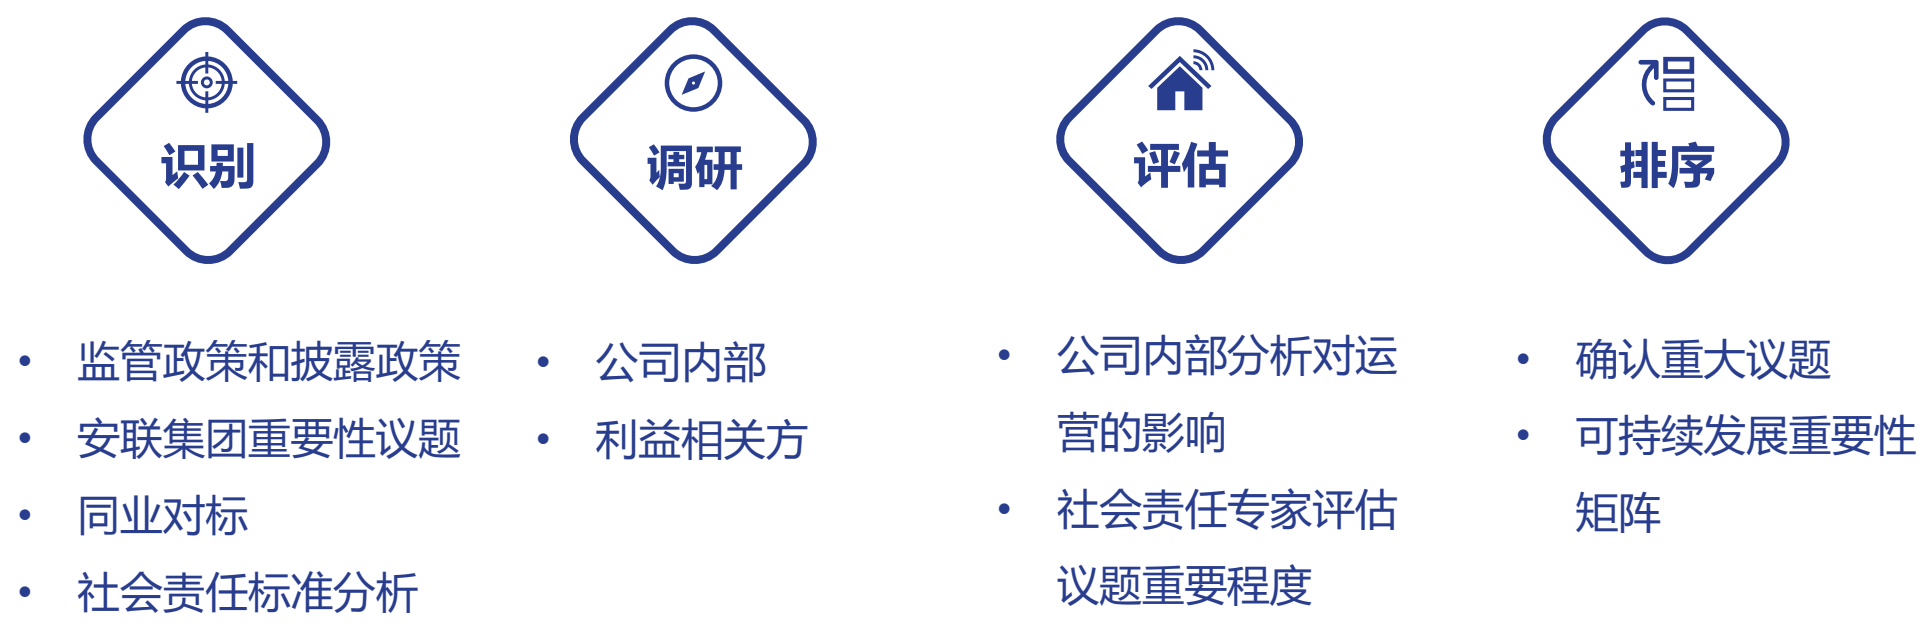 识别
监管政策和披露政策
安联集团重要性议题
同业对标
社会责任标准分析
调研
公司内部
利益相关方
评估
公司内部分析对运
营的影响
社会责任专家评估
议题重要程度
排序
确认重大议题
可持续发展重要性
矩阵